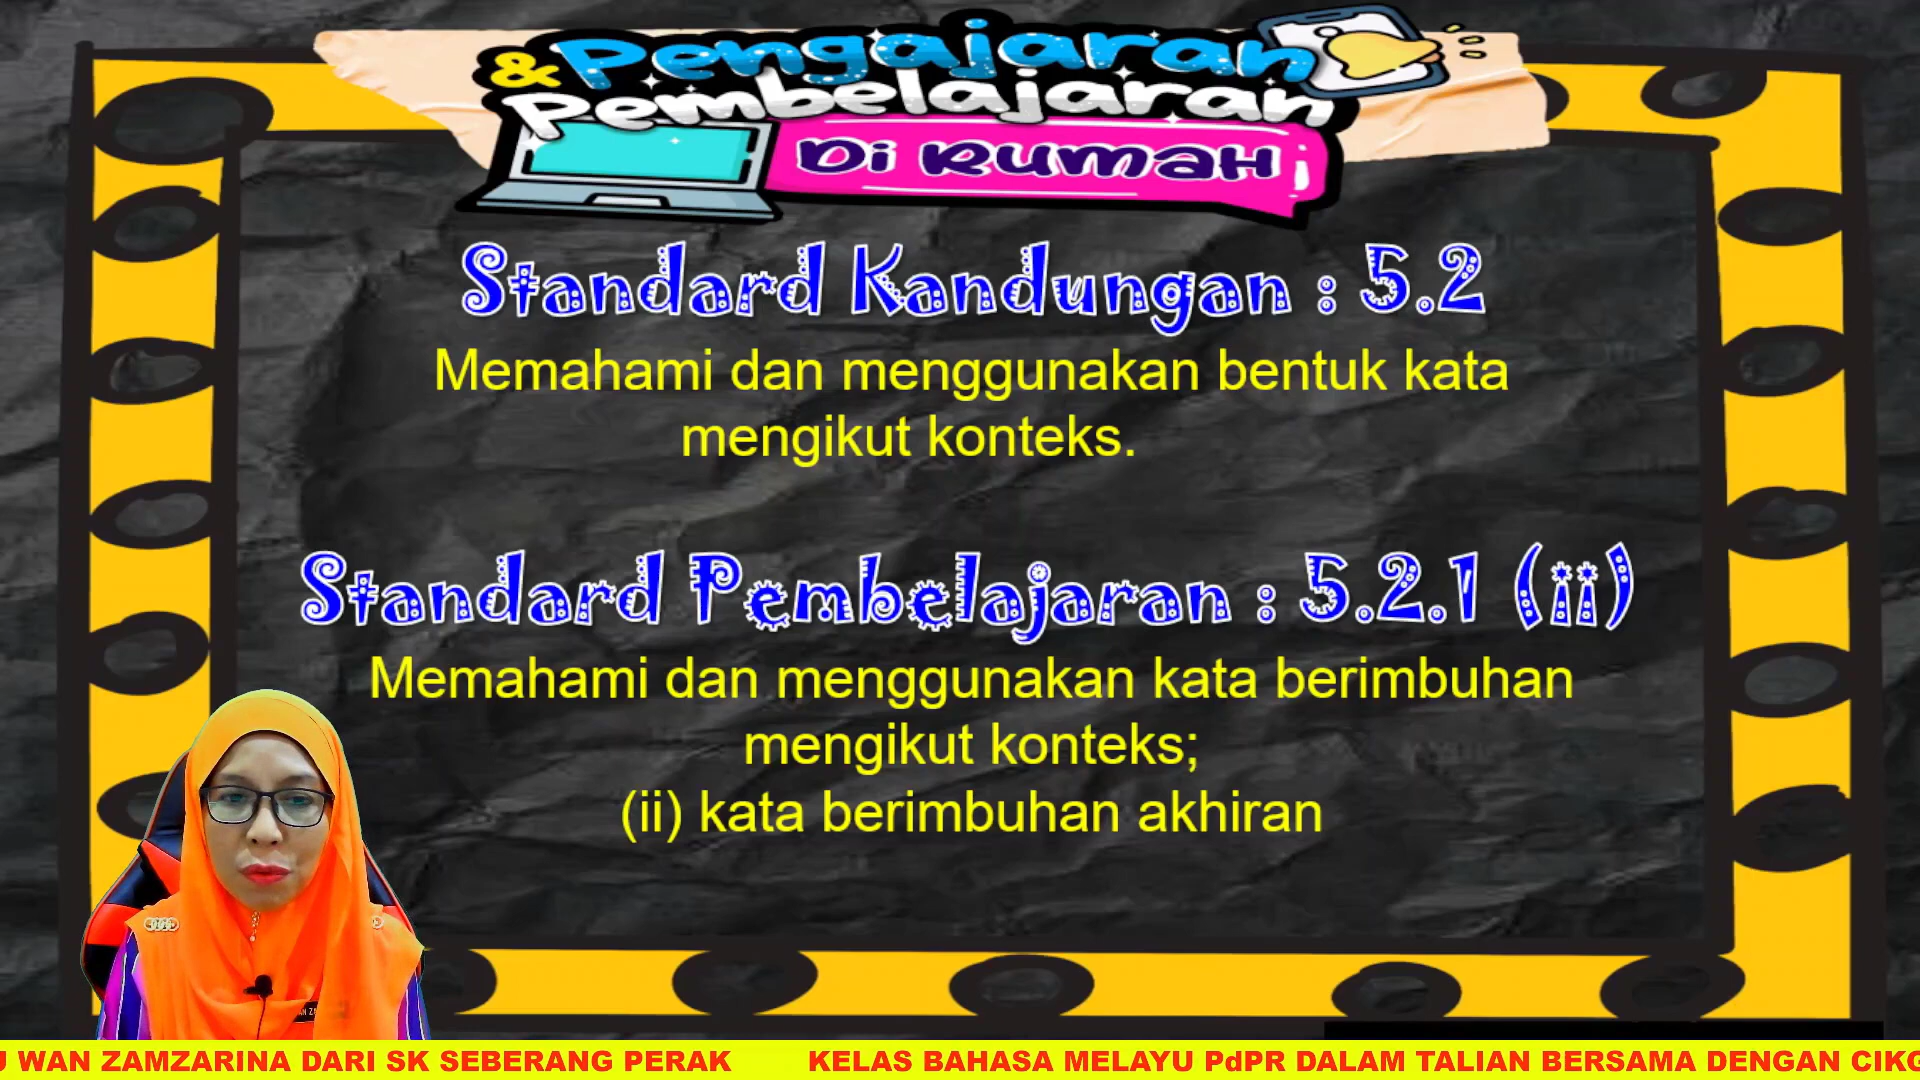 & Pengajaran
Pembelajaran
Di Rumah
Standard Kandungan : 5.2
Memahami dan menggunakan bentuk kata
mengikut konteks.
Standard Pembelajaran : 5.2.1 (ii)
Memahami dan menggunakan kata berimbuhan
mengikut konteks;
(ii) kata berimbuhan akhiran
U WAN ZAMZARINA DARI SK SEBERANG PERAK KELAS BAHASA MELAYU PdPR DALAM TALIAN BERSAMA DENGAN CIKG